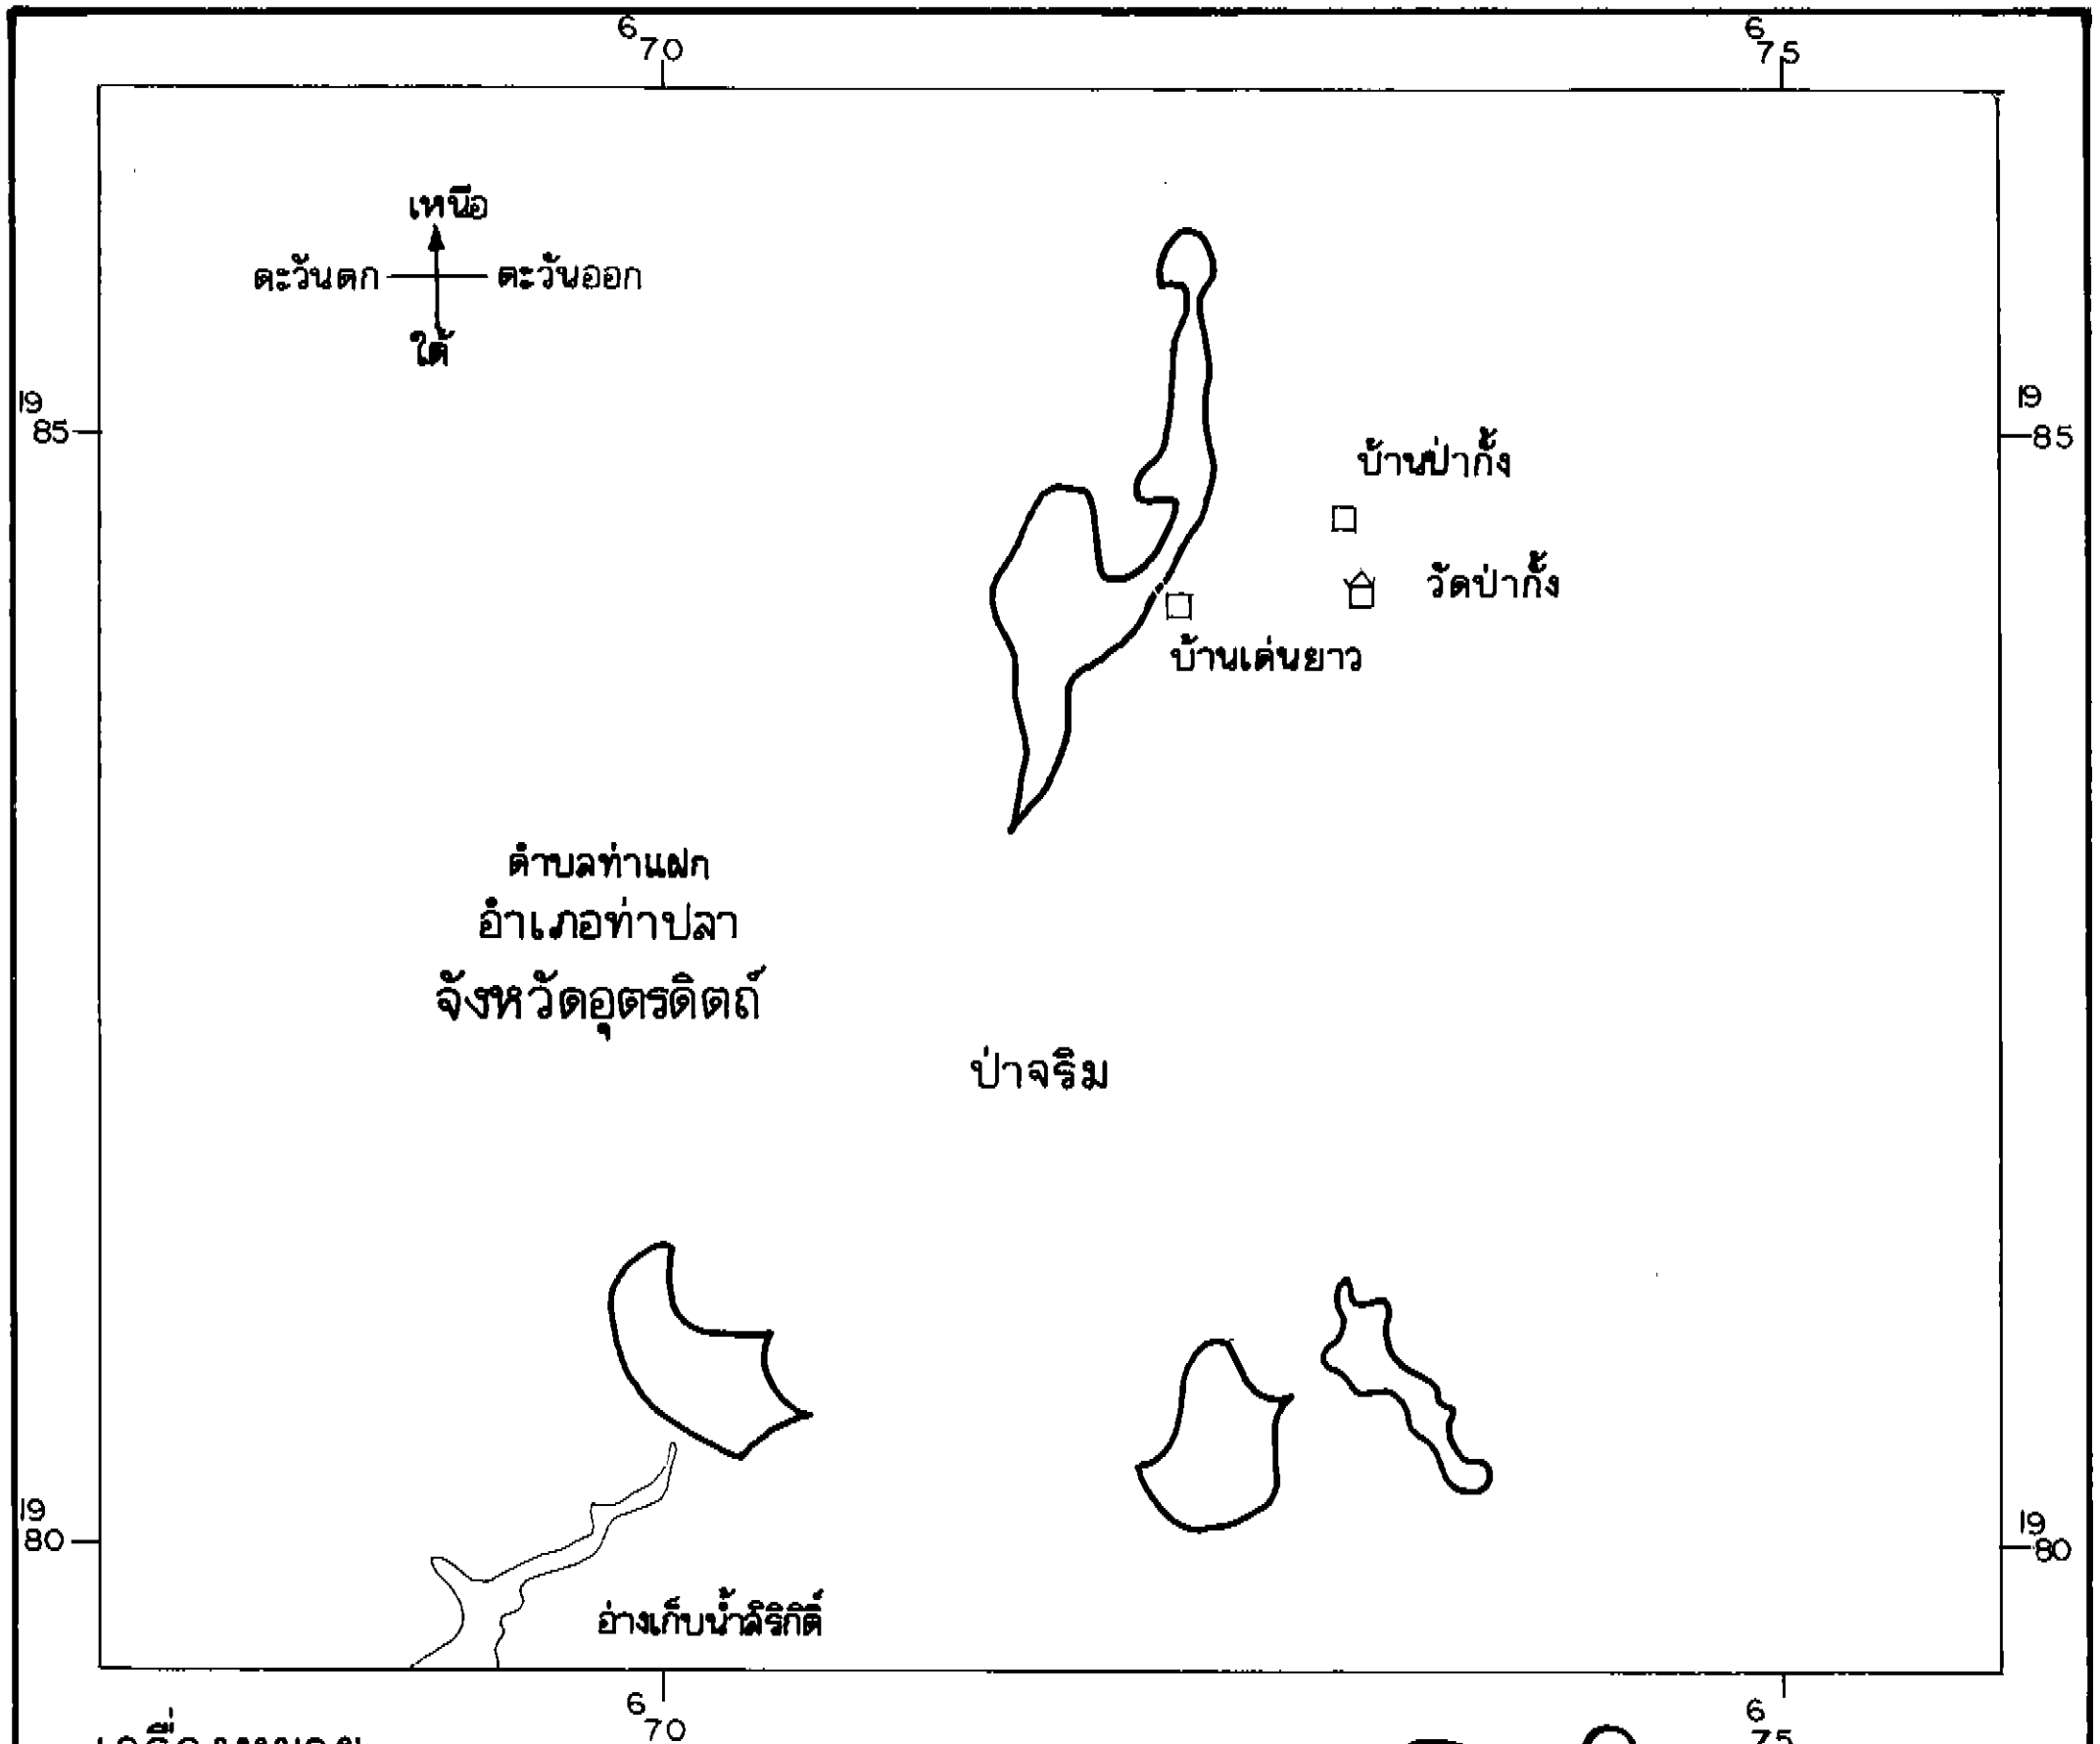 6 70
6 75
เหนือ
ตะวันตก ตะวันออก
ใต้
19 85
19 85
บ้านป่ากั้ง
วัดป่ากั้ง
บ้านเด่นยาว
ตำบลท่าแฝก
อำเภอท่าปลา
จังหวัดอุตรดิตถ์
ป่าจริม
19 80
19 80
อ่างเก็บน้ำสิริกิติ์
6 70
6 75